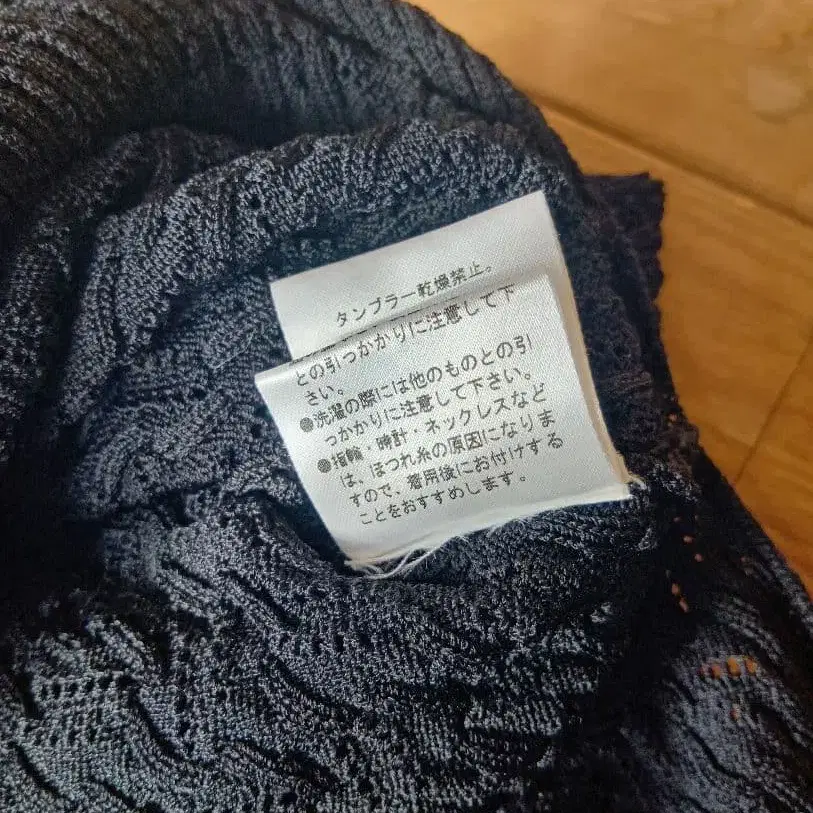 タンブラー乾燥禁止。
との引っかかりに注意して下
さい。
●洗濯の際には他のものとの引
っかかりに注意して下さい。
●指輪・時計・ネックレスなど
は、ほつれ糸の原因になりま
すので、着用後にお付けする
ことをおすすめします。